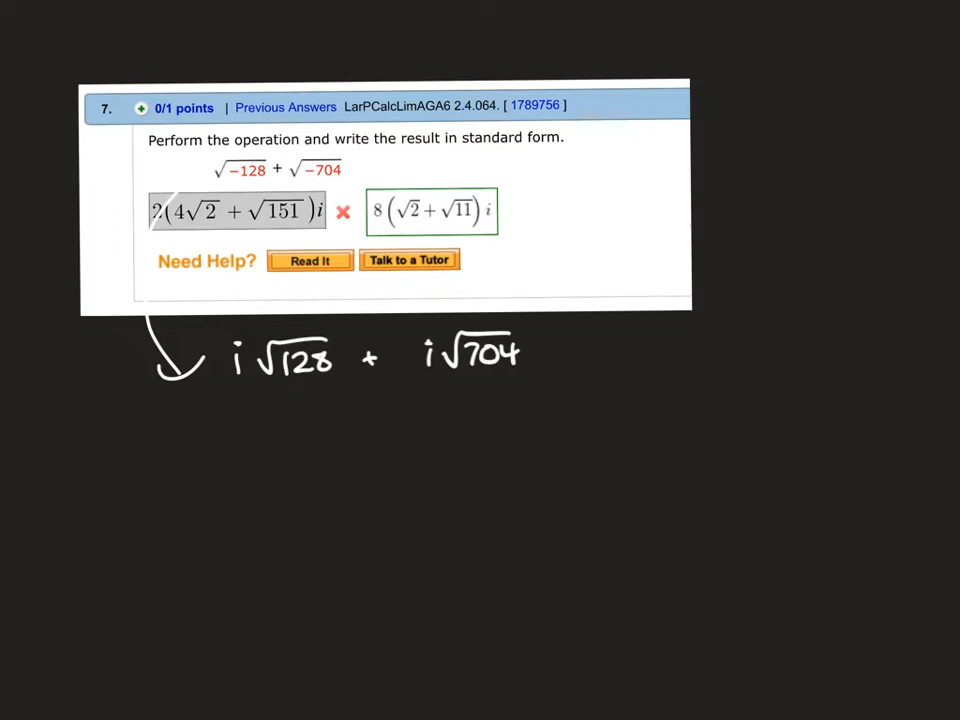 7. 0/1 points | Previous Answers LarPCalcLimAGA6 2.4.064. [ 1789756 ]
Perform the operation and write the result in standard form.
√−128 + √−704
2(4√2 + √151)i ✖ 8(√2 + √11) i
Need Help? Read It Talk to a Tutor
i√128 + i√704